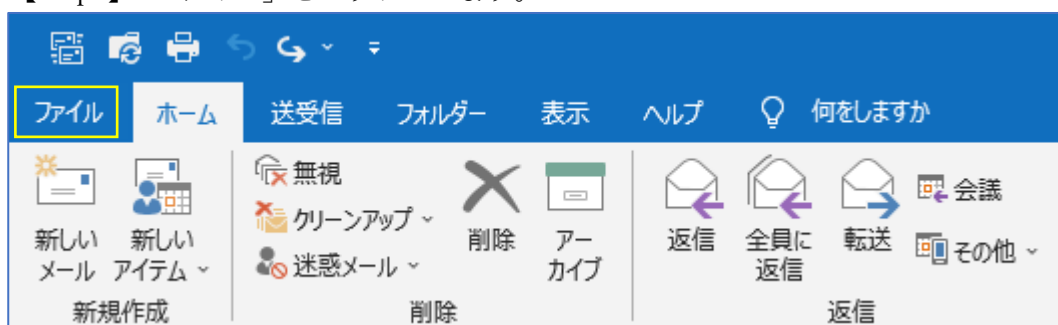 ファイル ホーム 送受信 フォルダー 表示 ヘルプ 何をしますか
新しい
メール
新しい
アイテム
無視
クリーンアップ
迷惑メール
削除
アー
カイブ
返信
全員に
返信
転送
会議
その他
新規作成 削除 返信